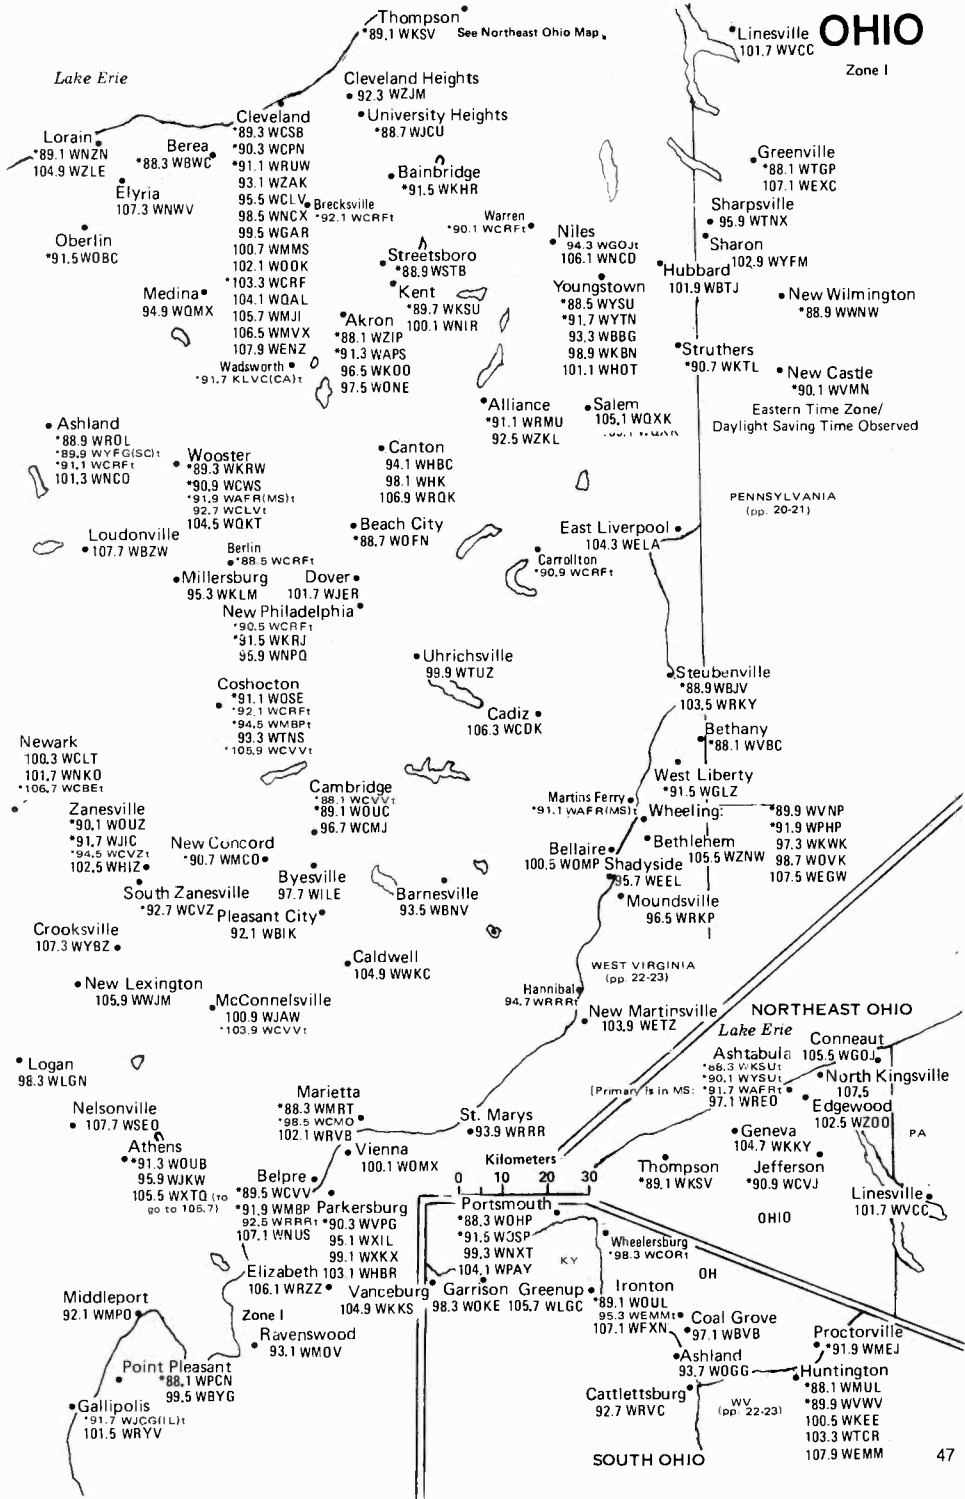 Thompson
*89.1 WKSV See Northeast Ohio Map
Linesville
101.7 WVCC
OHIO
Zone I
Lake Erie
Cleveland Heights
92.3 WZJM
University Heights
*88.7 WJCU
Cleveland
*89.3 WCSB
*90.3 WCPN
*91.1 WRUW
93.1 WZAK
95.5 WCLV
98.5 WNCX
99.5 WGAR
100.7 WMMS
102.1 WOOK
*103.3 WCRF
104.1 WQAL
105.7 WMJI
106.5 WMVX
107.9 WENZ
Lorain
*89.1 WNZN
104.9 WZLE
Berea
*88.3 WBWC
Elyria
107.3 WNWV
Oberlin
*91.5 WOBC
Bainbridge
*91.5 WKHR
Brecksville
*92.1 WCRFt
Greenville
*88.1 WTGP
107.1 WEXC
Sharpsville
95.9 WTNX
Sharon
102.9 WYFM
Warren
*90.1 WCRFt
Niles
94.3 WGOJt
106.1 WNCD
Streetsboro
*88.9 WSTB
Kent
*89.7 WKSU
100.1 WNIR
Medina
94.9 WQMX
Akron
*88.1 WZIP
*91.3 WAPS
96.5 WKOO
97.5 WONE
Youngstown
*88.5 WYSU
*91.7 WYTN
93.3 WBBG
98.9 WKBN
101.1 WHOT
Hubbard
101.9 WBTJ
New Wilmington
*88.9 WWNW
Struthers
*90.7 WKTL
New Castle
*90.1 WVMN
Eastern Time Zone/
Daylight Saving Time Observed
Wadsworth
*91.7 KLVC(CA)t
Alliance
*91.1 WRMU
92.5 WZKL
Salem
105.1 WQXK
Ashland
*88.9 WROL
*89.9 WYFG(SC)t
*91.1 WCRFt
101.3 WNCO
Wooster
*89.3 WKRW
*90.9 WCWS
*91.9 WAFR(MS)t
92.7 WCLVt
104.5 WQKT
Canton
94.1 WHBC
98.1 WHK
106.9 WRQK
PENNSYLVANIA
(pp. 20-21)
Loudonville
107.7 WBZW
Beach City
*88.7 WOFN
East Liverpool
104.3 WELA
Berlin
*88.5 WCRFt
Carrollton
*90.9 WCRFt
Millersburg
95.3 WKLM
Dover
101.7 WJER
New Philadelphia
*90.5 WCRFt
*91.5 WKRJ
95.9 WNPQ
Uhrichsville
99.9 WTUZ
Steubenville
*88.9 WBJV
103.5 WRKY
Coshocton
*91.1 WOSE
*92.1 WCRFt
*94.5 WMBPt
93.3 WTNS
*105.9 WCVVt
Cadiz
106.3 WCDK
Bethany
*88.1 WVBC
Newark
100.3 WCLT
101.7 WNKO
*106.7 WCBEt
West Liberty
*91.5 WGLZ
Zanesville
*90.1 WOUZ
*91.7 WJIC
*94.5 WCVZt
102.5 WHIZ
Cambridge
*88.1 WCVVt
*89.1 WOUC
96.7 WCMJ
Martins Ferry
*91.1 WAFR(MS)t
Wheeling:
*89.9 WVNP
*91.9 WPHP
97.3 WKWK
98.7 WOVK
107.5 WEGW
New Concord
*90.7 WMCO
Bethlehem
105.5 WZNW
Bellaire
100.5 WOMP
Shadyside
95.7 WEEL
Byesville
97.7 WILE
South Zanesville
*92.7 WCVZ
Barnesville
93.5 WBNV
Moundsville
96.5 WRKP
Pleasant City
92.1 WBIK
Crooksville
107.3 WYBZ
Caldwell
104.9 WWKC
WEST VIRGINIA
(pp. 22-23)
New Lexington
105.9 WWJM
McConnelsville
100.9 WJAW
*103.9 WCVVt
Hannibal
94.7 WRRRt
New Martinsville
103.9 WETZ
NORTHEAST OHIO
Lake Erie
Conneaut
105.5 WGOJ
Ashtabula
*88.3 WKSUt
*90.1 WYSUt
[Primary is in MS: *91.7 WAFRt
97.1 WREO
North Kingsville
107.5
Edgewood
102.5 WZOO
Logan
98.3 WLGN
Nelsonville
107.7 WSEO
Marietta
*88.3 WMRT
*98.5 WCMO
102.1 WRVB
St. Marys
93.9 WRRR
Geneva
104.7 WKKY
PA
Athens
*91.3 WOUB
95.9 WJKW
105.5 WXTQ (to
go to 105.7)
Vienna
100.1 WOMX
Kilometers
0 10 20 30
Thompson
*89.1 WKSV
Jefferson
*90.9 WCVJ
Linesville
101.7 WVCC
OHIO
Belpre
*89.5 WCVV
*91.9 WMBP
92.5 WRRRt
107.1 WNUS
Parkersburg
*90.3 WVPG
95.1 WXIL
99.1 WXKX
103.1 WHBR
Portsmouth
*88.3 WOHP
*91.5 WOSP
99.3 WNXT
104.1 WPAY
Wheelersburg
*98.3 WCORt
KY
OH
Elizabeth
106.1 WRZZ
Vanceburg
104.9 WKKS
Garrison
98.3 WOKE
Greenup
105.7 WLGC
Ironton
*89.1 WOUL
95.3 WEMMt
107.1 WFXN
Coal Grove
97.1 WBVB
Middleport
92.1 WMPO
Zone I
Ravenswood
93.1 WMOV
Proctorville
*91.9 WMEJ
Ashland
93.7 WOGG
Point Pleasant
*88.1 WPCN
99.5 WBYG
Huntington
*88.1 WMUL
*89.9 WVWV
100.5 WKEE
103.3 WTCR
107.9 WEMM
Cattlettsburg
92.7 WRVC
WV
(pp. 22-23)
Gallipolis
*91.7 WJCG(IL)t
101.5 WRYV
SOUTH OHIO
47